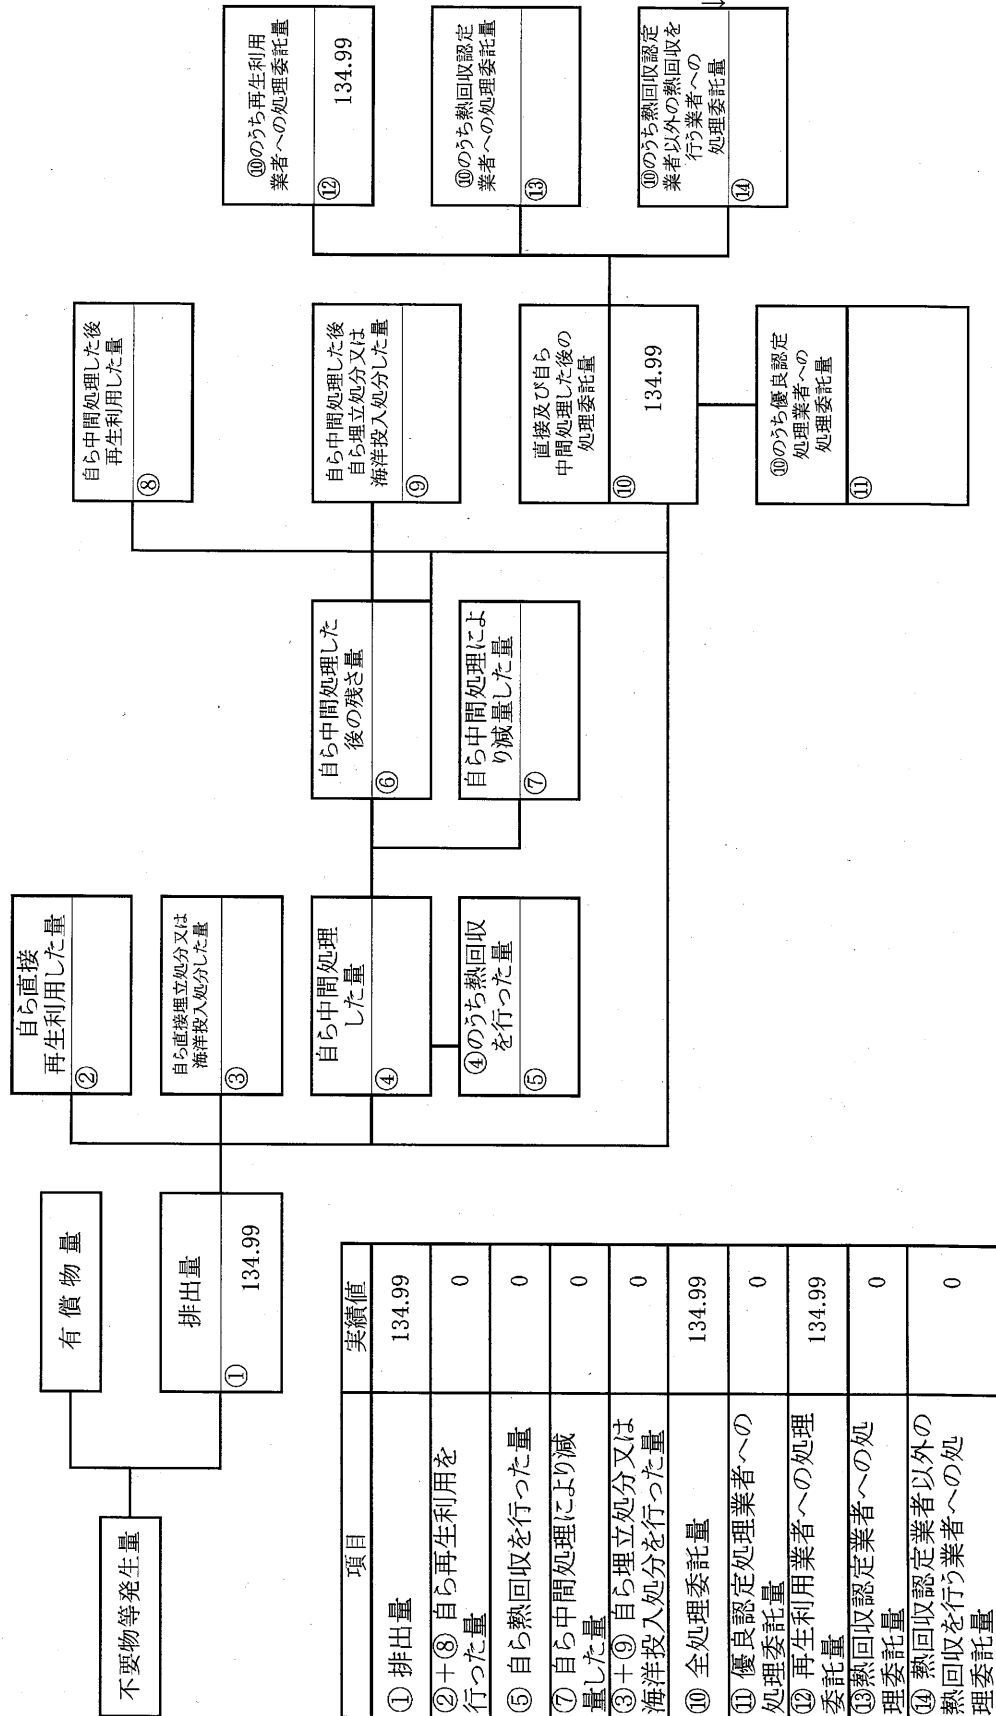 不要物等発生量
有償物量
排出量
①
134.99
自ら直接
再生利用した量
②
自ら直接埋立処分又は
海洋投入処分した量
③
自ら中間処理
した量
④
④のうち熱回収
を行った量
⑤
自ら中間処理した
後の残さ量
⑥
自ら中間処理によ
り減量した量
⑦
自ら中間処理した後
再生利用した量
⑧
自ら中間処理した後
自ら埋立処分又は
海洋投入処分した量
⑨
直接及び自ら
中間処理した後の
処理委託量
⑩
134.99
⑩のうち優良認定
処理業者への
処理委託量
⑪
⑩のうち再生利用
業者への処理委託量
⑫
134.99
⑩のうち熱回収認定
業者への処理委託量
⑬
⑩のうち熱回収認定
業者以外の熱回収を
行う業者への
処理委託量
⑭
項目 実績値
①排出量 134.99
②+⑧ 自ら再生利用を
行った量 0
⑤ 自ら熱回収を行った量 0
⑦ 自ら中間処理により減
量した量 0
③+⑨ 自ら埋立処分又は
海洋投入処分を行った量 0
⑩ 全処理委託量 134.99
⑪ 優良認定処理業者への
処理委託量 0
⑫ 再生利用業者への処理
委託量 134.99
⑬熱回収認定業者への処
理委託量 0
⑭ 熱回収認定業者以外の
熱回収を行う業者への処
理委託量 0